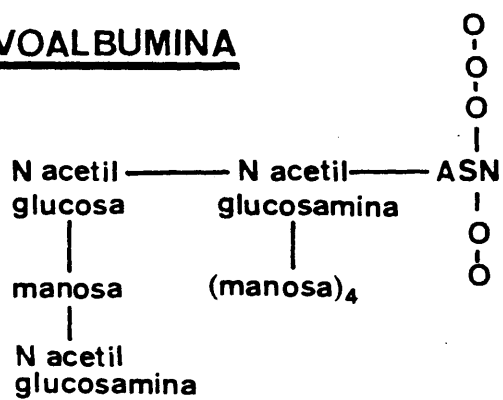 VOALBUMINA
O
O
O
N acetil N acetil ASN
glucosa glucosamina
O
manosa (manosa)₄ O
N acetil
glucosamina